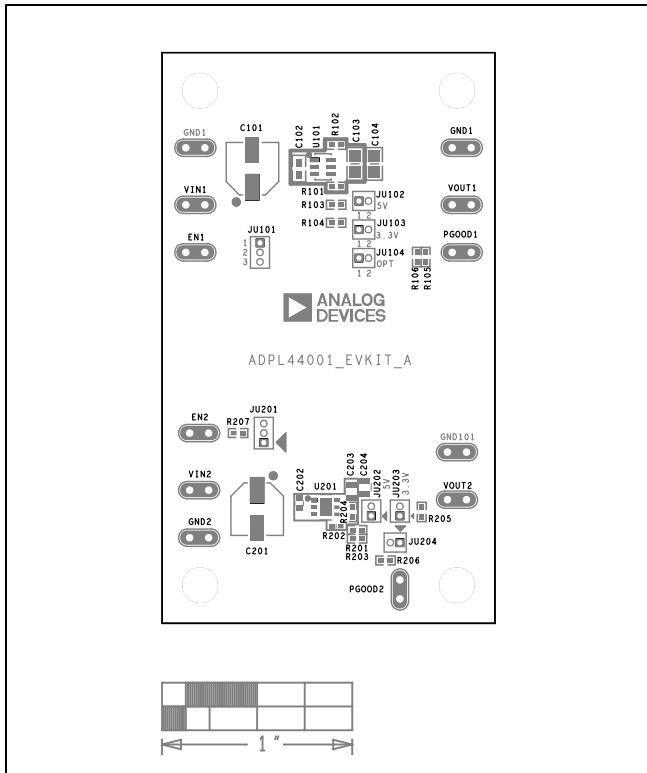 C101
C102
U101
R102
C103
C104
GND1
GND1
VIN1
VOUT1
R101
R103
R104
JU102
5V
1 2
JU103
3.3V
1 2
JU104
OPT
1 2
EN1
JU101
1
2
3
PGOOD1
R106
R105
ANALOG
DEVICES
ADPL44001_EVKIT_A
EN2
R207
JU201
GND101
VIN2
C202
U201
C203
C204
R204
JU202
5V
JU203
3.3V
VOUT2
R205
GND2
C201
R202
R201
R203
JU204
R206
PGOOD2
1"